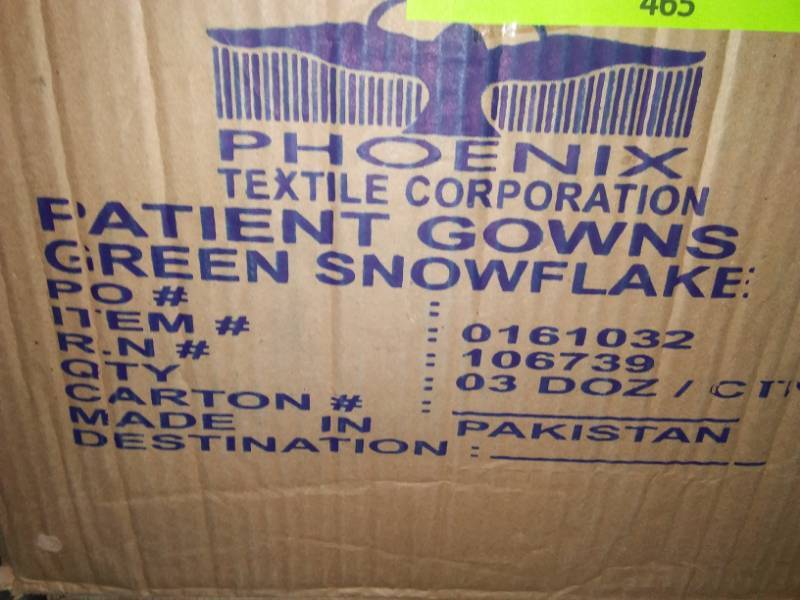 465
PHOENIX
TEXTILE CORPORATION
PATIENT GOWNS
GREEN SNOWFLAKE
PO # :
ITEM # : 0161032
R.N # : 106739
QTY : 03 DOZ /
CARTON # :
MADE IN PAKISTAN
DESTINATION :